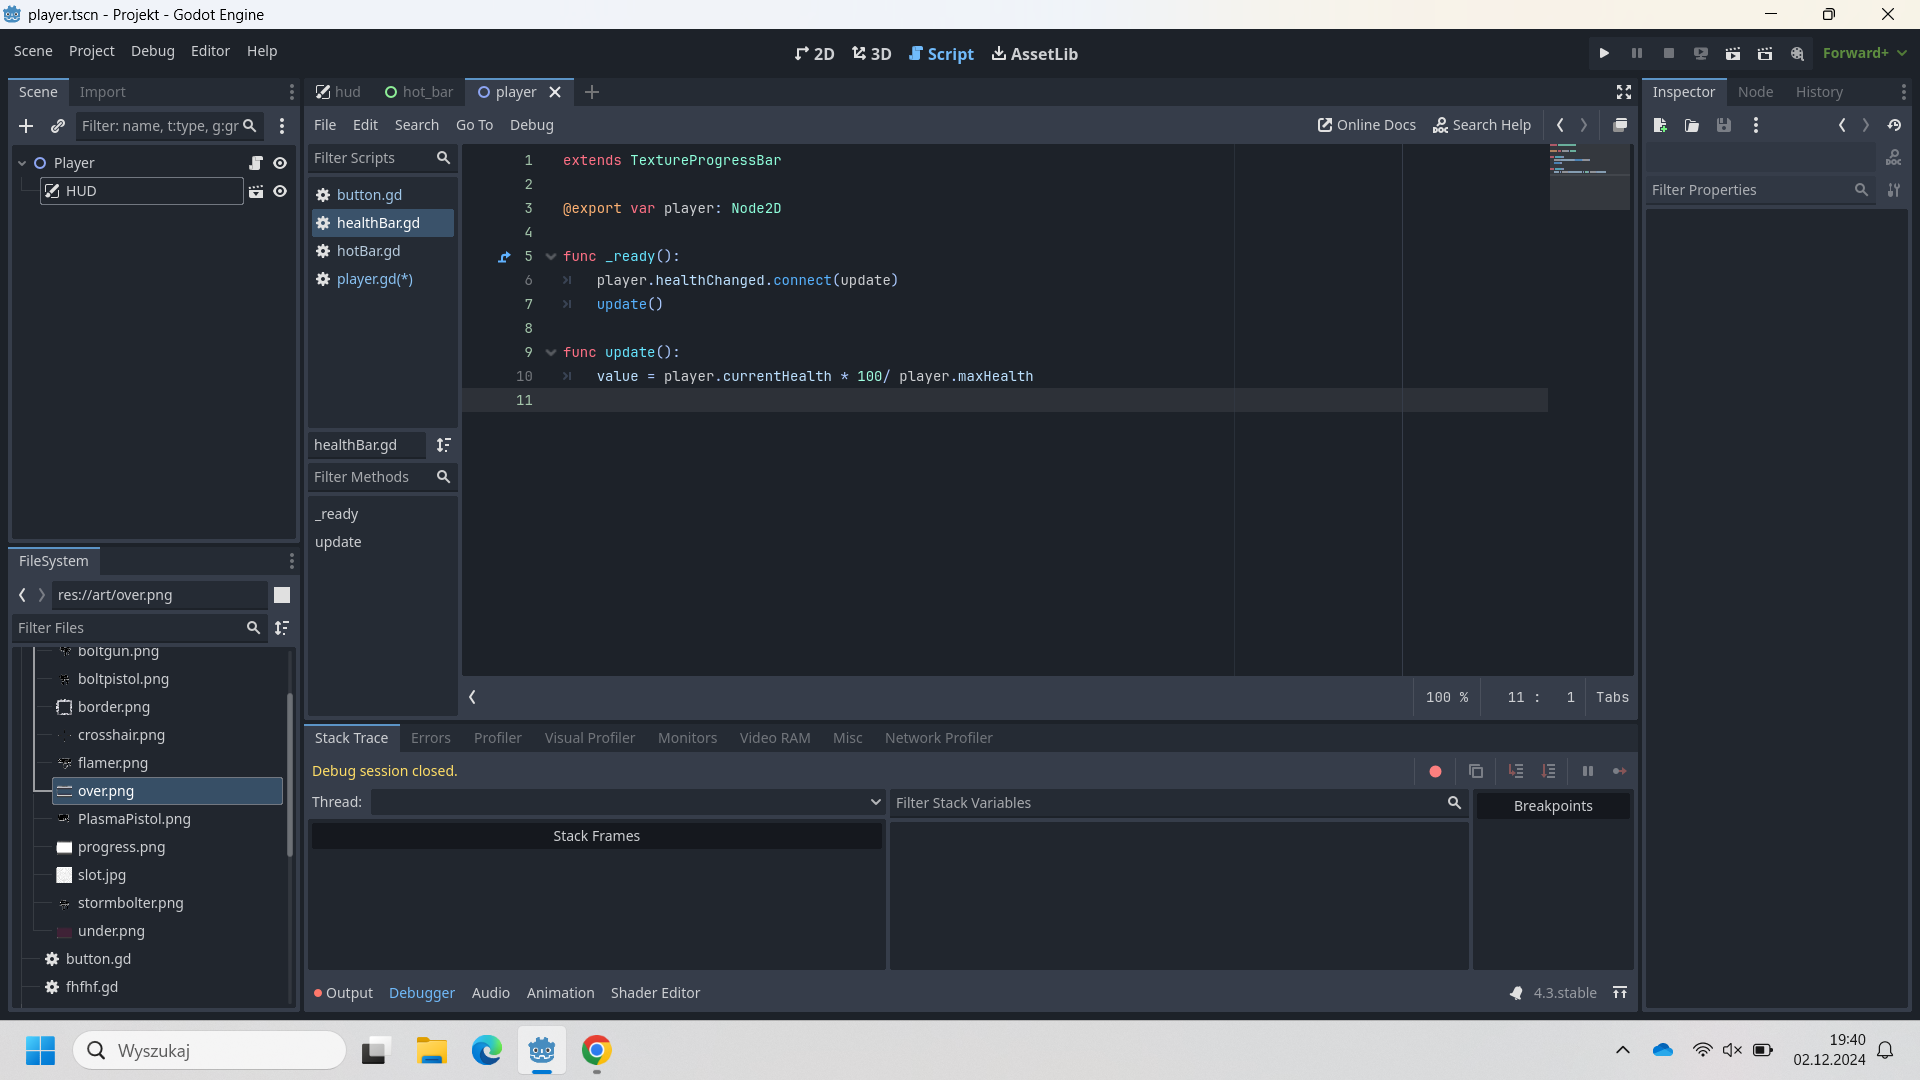 player.tscn - Projekt - Godot Engine
Scene Project Debug Editor Help
2D 3D Script AssetLib
Forward+
Scene Import
Filter: name, t:type, g:gr
Player
HUD
FileSystem
res://art/over.png
Filter Files
boltgun.png
boltpistol.png
border.png
crosshair.png
flamer.png
over.png
PlasmaPistol.png
progress.png
slot.jpg
stormbolter.png
under.png
button.gd
fhfhf.gd
hud hot_bar player
File Edit Search Go To Debug
Online Docs Search Help
Filter Scripts
button.gd
healthBar.gd
hotBar.gd
player.gd(*)
healthBar.gd
Filter Methods
_ready
update
1 extends TextureProgressBar
2
3 @export var player: Node2D
4
5 func _ready():
6 player.healthChanged.connect(update)
7 update()
8
9 func update():
10 value = player.currentHealth * 100/ player.maxHealth
11
100 % 11 : 1 Tabs
Stack Trace Errors Profiler Visual Profiler Monitors Video RAM Misc Network Profiler
Debug session closed.
Thread:
Filter Stack Variables
Breakpoints
Stack Frames
Output Debugger Audio Animation Shader Editor
4.3.stable
Inspector Node History
DOC
Filter Properties
Wyszukaj
19:40
02.12.2024